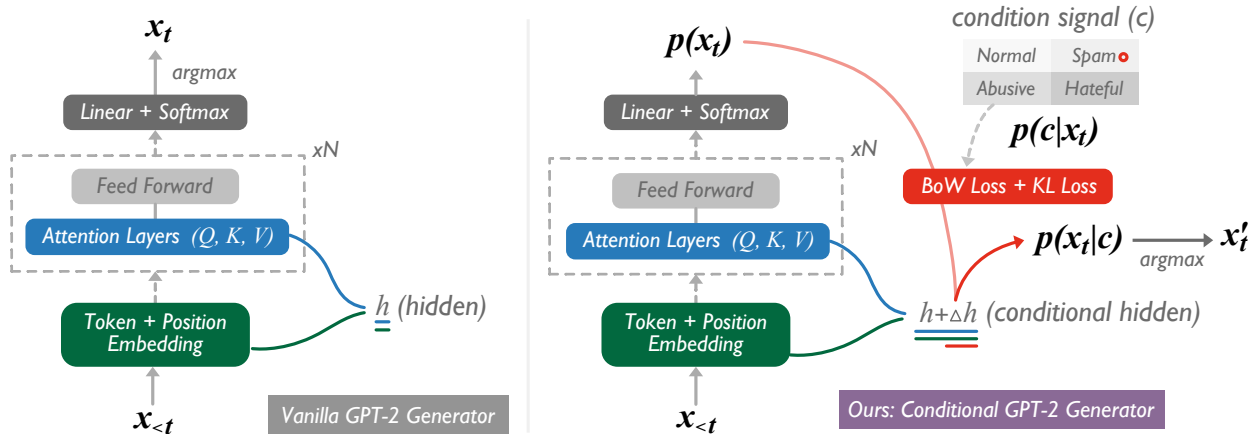 x_t
argmax
Linear + Softmax
xN
Feed Forward
Attention Layers (Q, K, V)
h (hidden)
Token + Position
Embedding
x_{<t}
Vanilla GPT-2 Generator
condition signal (c)
Normal Spam
Abusive Hateful
p(x_t)
p(c|x_t)
Linear + Softmax
xN
Feed Forward
BoW Loss + KL Loss
Attention Layers (Q, K, V)
p(x_t|c)
argmax
x'_t
h+△h (conditional hidden)
Token + Position
Embedding
x_{<t}
Ours: Conditional GPT-2 Generator